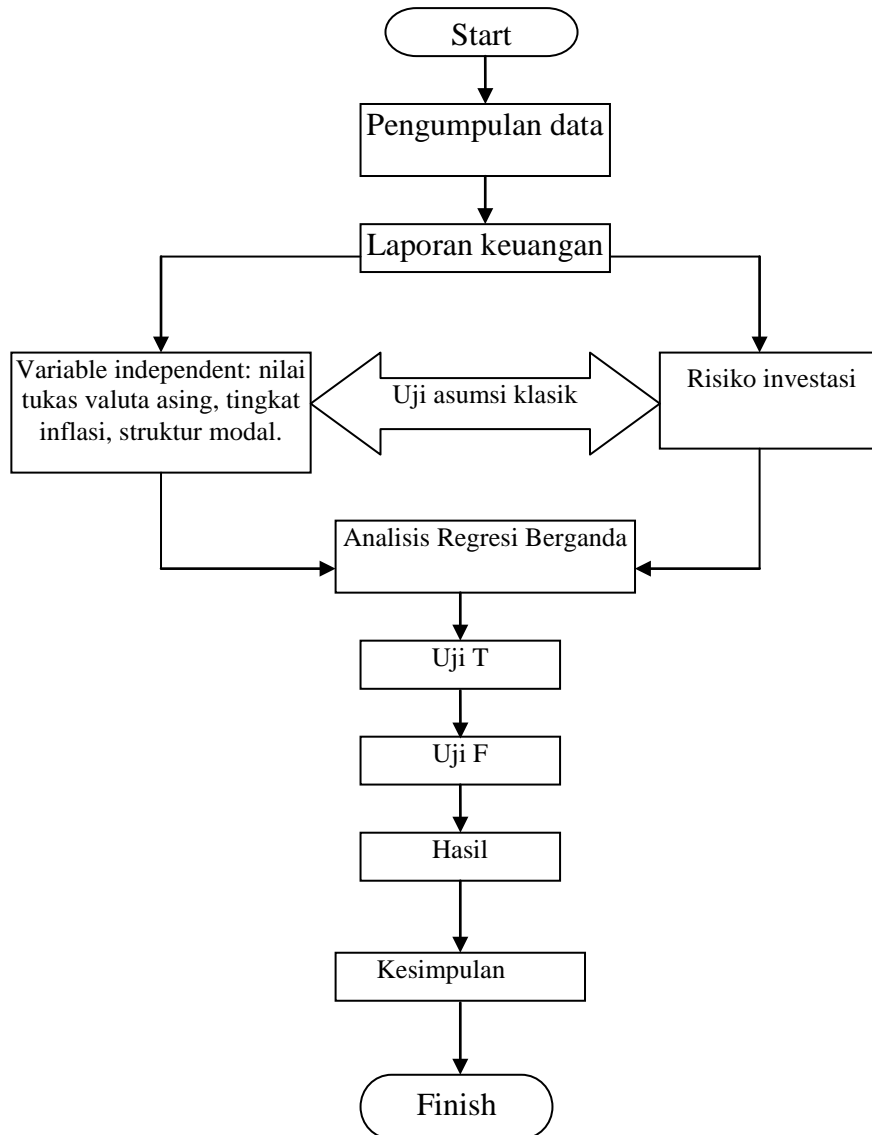 Start
Pengumpulan data
Laporan keuangan
Variable independent: nilai
tukas valuta asing, tingkat
inflasi, struktur modal.
Uji asumsi klasik
Risiko investasi
Analisis Regresi Berganda
Uji T
Uji F
Hasil
Kesimpulan
Finish